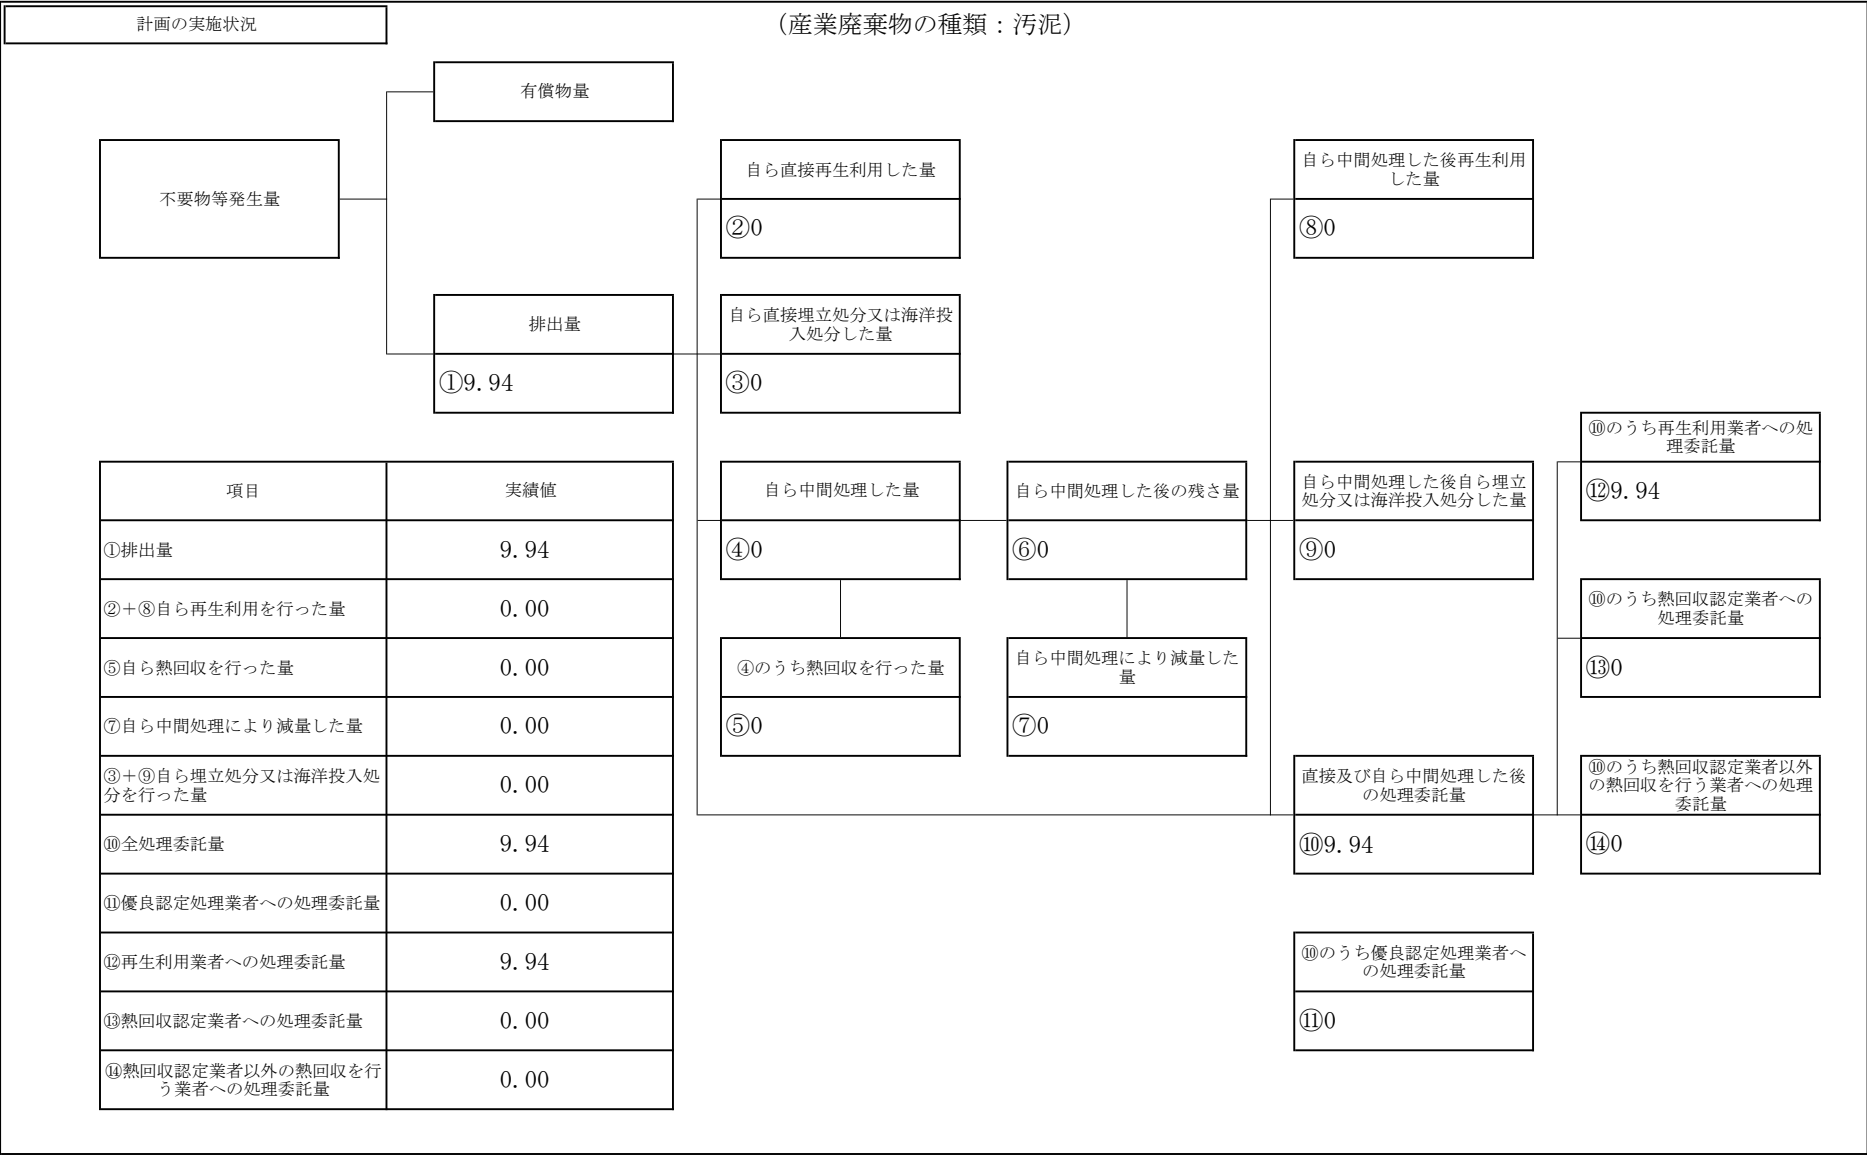 計画の実施状況
（産業廃棄物の種類：汚泥）
有償物量
不要物等発生量
自ら直接再生利用した量
②0
自ら中間処理した後再生利用
した量
⑧0
排出量
①9.94
自ら直接埋立処分又は海洋投
入処分した量
③0
⑩のうち再生利用業者への処
理委託量
⑫9.94
自ら中間処理した量
④0
自ら中間処理した後の残さ量
⑥0
自ら中間処理した後自ら埋立
処分又は海洋投入処分した量
⑨0
⑩のうち熱回収認定業者への
処理委託量
⑬0
④のうち熱回収を行った量
⑤0
自ら中間処理により減量した
量
⑦0
直接及び自ら中間処理した後
の処理委託量
⑩9.94
⑩のうち熱回収認定業者以外
の熱回収を行う業者への処理
委託量
⑭0
⑩のうち優良認定処理業者へ
の処理委託量
⑪0
項目 実績値
①排出量 9.94
②＋⑧自ら再生利用を行った量 0.00
⑤自ら熱回収を行った量 0.00
⑦自ら中間処理により減量した量 0.00
③＋⑨自ら埋立処分又は海洋投入処
分を行った量 0.00
⑩全処理委託量 9.94
⑪優良認定処理業者への処理委託量 0.00
⑫再生利用業者への処理委託量 9.94
⑬熱回収認定業者への処理委託量 0.00
⑭熱回収認定業者以外の熱回収を行
う業者への処理委託量 0.00